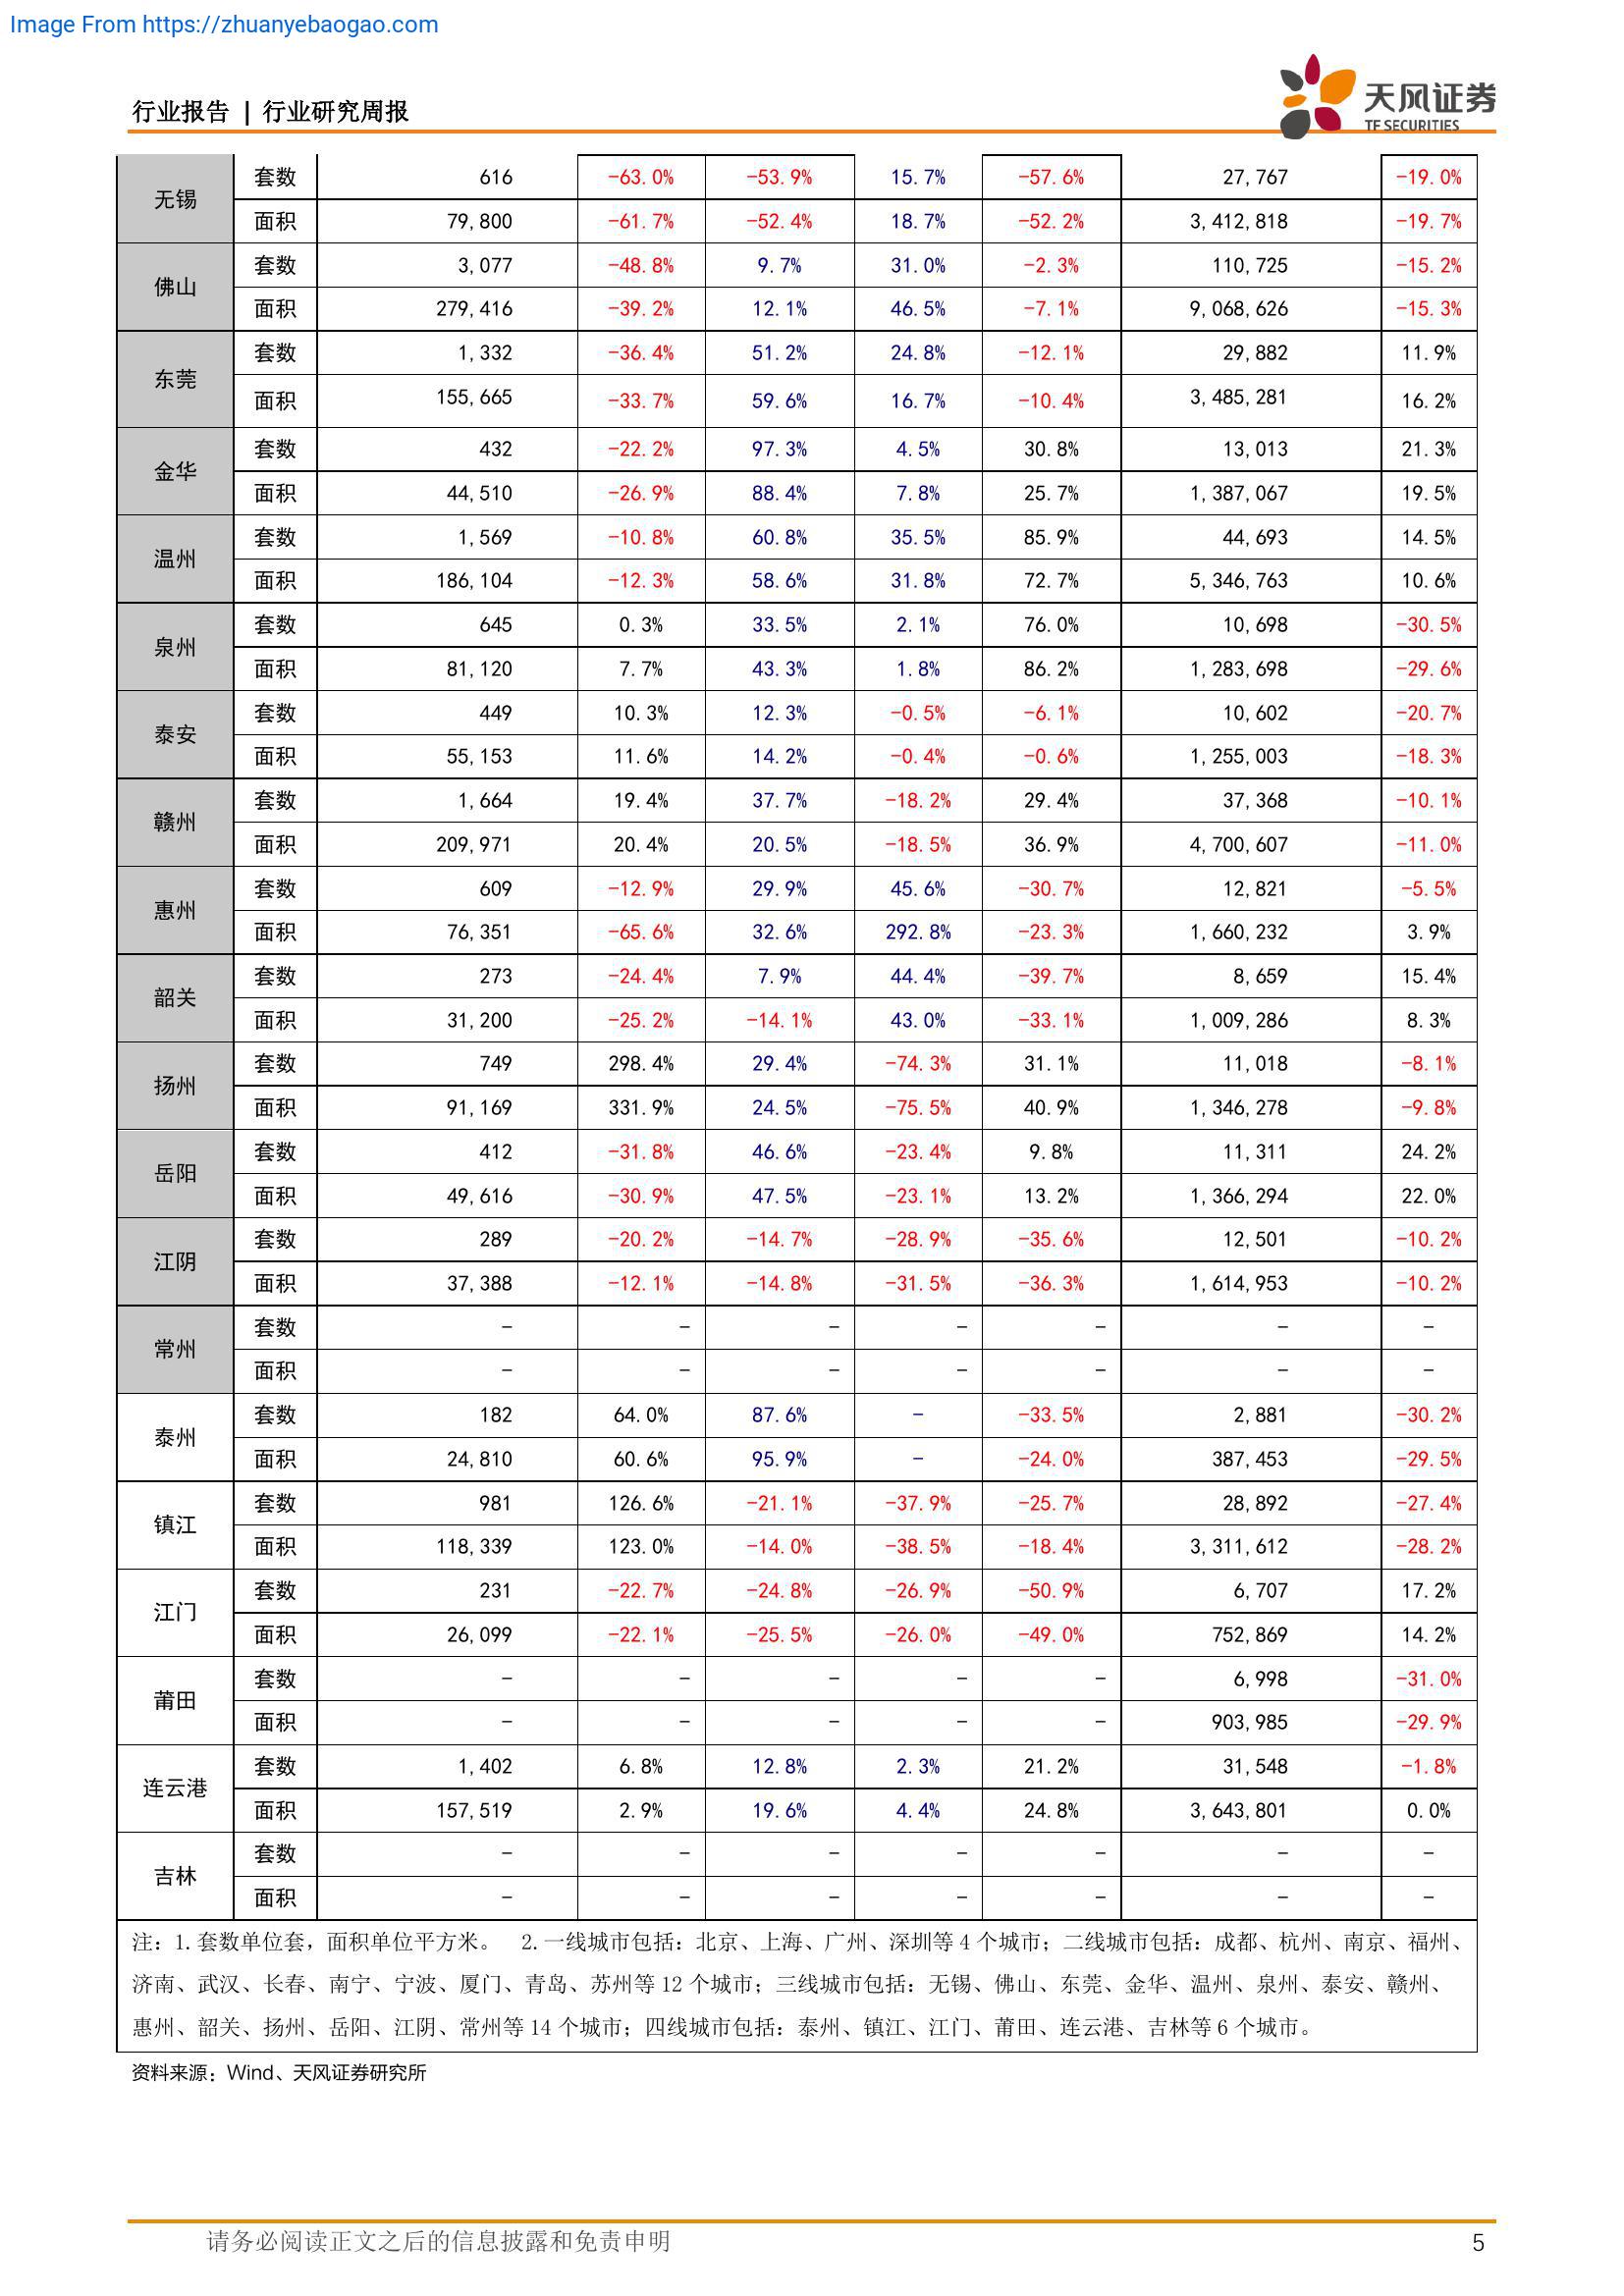 Image From https://zhuanyebaogao.com
行业报告 | 行业研究周报
天风证券
TF SECURITIES
无锡 套数 616 -63.0% -53.9% 15.7% -57.6% 27,767 -19.0%
面积 79,800 -61.7% -52.4% 18.7% -52.2% 3,412,818 -19.7%
佛山 套数 3,077 -48.8% 9.7% 31.0% -2.3% 110,725 -15.2%
面积 279,416 -39.2% 12.1% 46.5% -7.1% 9,068,626 -15.3%
东莞 套数 1,332 -36.4% 51.2% 24.8% -12.1% 29,882 11.9%
面积 155,665 -33.7% 59.6% 16.7% -10.4% 3,485,281 16.2%
金华 套数 432 -22.2% 97.3% 4.5% 30.8% 13,013 21.3%
面积 44,510 -26.9% 88.4% 7.8% 25.7% 1,387,067 19.5%
温州 套数 1,569 -10.8% 60.8% 35.5% 85.9% 44,693 14.5%
面积 186,104 -12.3% 58.6% 31.8% 72.7% 5,346,763 10.6%
泉州 套数 645 0.3% 33.5% 2.1% 76.0% 10,698 -30.5%
面积 81,120 7.7% 43.3% 1.8% 86.2% 1,283,698 -29.6%
泰安 套数 449 10.3% 12.3% -0.5% -6.1% 10,602 -20.7%
面积 55,153 11.6% 14.2% -0.4% -0.6% 1,255,003 -18.3%
赣州 套数 1,664 19.4% 37.7% -18.2% 29.4% 37,368 -10.1%
面积 209,971 20.4% 20.5% -18.5% 36.9% 4,700,607 -11.0%
惠州 套数 609 -12.9% 29.9% 45.6% -30.7% 12,821 -5.5%
面积 76,351 -65.6% 32.6% 292.8% -23.3% 1,660,232 3.9%
韶关 套数 273 -24.4% 7.9% 44.4% -39.7% 8,659 15.4%
面积 31,200 -25.2% -14.1% 43.0% -33.1% 1,009,286 8.3%
扬州 套数 749 298.4% 29.4% -74.3% 31.1% 11,018 -8.1%
面积 91,169 331.9% 24.5% -75.5% 40.9% 1,346,278 -9.8%
岳阳 套数 412 -31.8% 46.6% -23.4% 9.8% 11,311 24.2%
面积 49,616 -30.9% 47.5% -23.1% 13.2% 1,366,294 22.0%
江阴 套数 289 -20.2% -14.7% -28.9% -35.6% 12,501 -10.2%
面积 37,388 -12.1% -14.8% -31.5% -36.3% 1,614,953 -10.2%
常州 套数 - - - - - - -
面积 - - - - - - -
泰州 套数 182 64.0% 87.6% - -33.5% 2,881 -30.2%
面积 24,810 60.6% 95.9% - -24.0% 387,453 -29.5%
镇江 套数 981 126.6% -21.1% -37.9% -25.7% 28,892 -27.4%
面积 118,339 123.0% -14.0% -38.5% -18.4% 3,311,612 -28.2%
江门 套数 231 -22.7% -24.8% -26.9% -50.9% 6,707 17.2%
面积 26,099 -22.1% -25.5% -26.0% -49.0% 752,869 14.2%
莆田 套数 - - - - - 6,998 -31.0%
面积 - - - - - 903,985 -29.9%
连云港 套数 1,402 6.8% 12.8% 2.3% 21.2% 31,548 -1.8%
面积 157,519 2.9% 19.6% 4.4% 24.8% 3,643,801 0.0%
吉林 套数 - - - - - - -
面积 - - - - - - -
注：1.套数单位套，面积单位平方米。 2.一线城市包括：北京、上海、广州、深圳等 4 个城市；二线城市包括：成都、杭州、南京、福州、
济南、武汉、长春、南宁、宁波、厦门、青岛、苏州等 12 个城市；三线城市包括：无锡、佛山、东莞、金华、温州、泉州、泰安、赣州、
惠州、韶关、扬州、岳阳、江阴、常州等 14 个城市；四线城市包括：泰州、镇江、江门、莆田、连云港、吉林等 6 个城市。
资料来源：Wind、天风证券研究所
请务必阅读正文之后的信息披露和免责申明 5